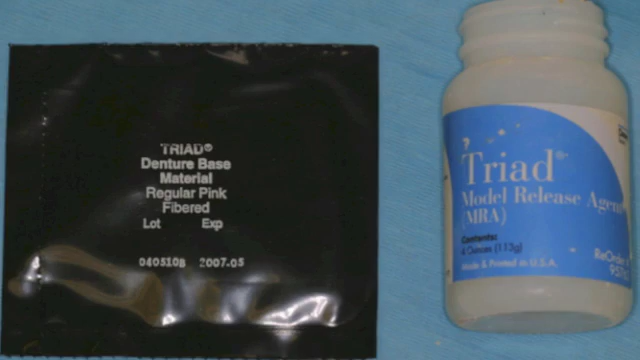 TRIAD®
Denture Base
Material
Regular Pink
Fibered
Lot Exp
040510B 2007.05
Triad®
Model Release Agent
(MRA)
Contents:
4 Ounces (113g)
Made & Printed in U.S.A.
ReOrder